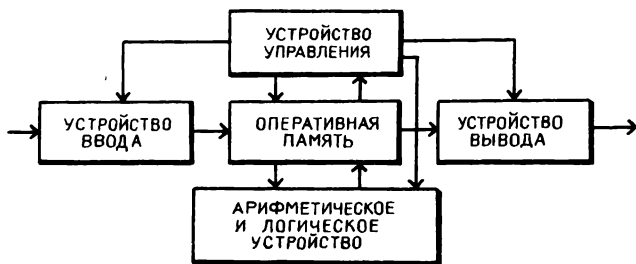 УСТРОЙСТВО
УПРАВЛЕНИЯ
УСТРОЙСТВО
ВВОДА
ОПЕРАТИВНАЯ
ПАМЯТЬ
УСТРОЙСТВО
ВЫВОДА
АРИФМЕТИЧЕСКОЕ
И ЛОГИЧЕСКОЕ
УСТРОЙСТВО